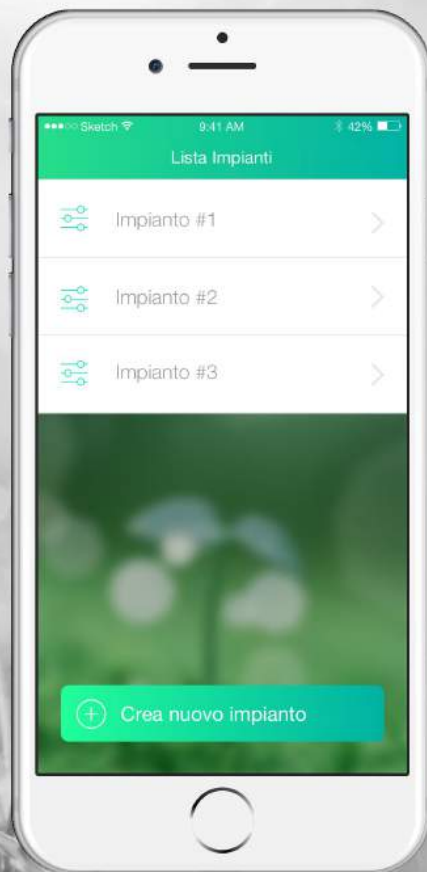 Sketch 9:41 AM 42%
Lista Impianti
Impianto #1
Impianto #2
Impianto #3
Crea nuovo impianto